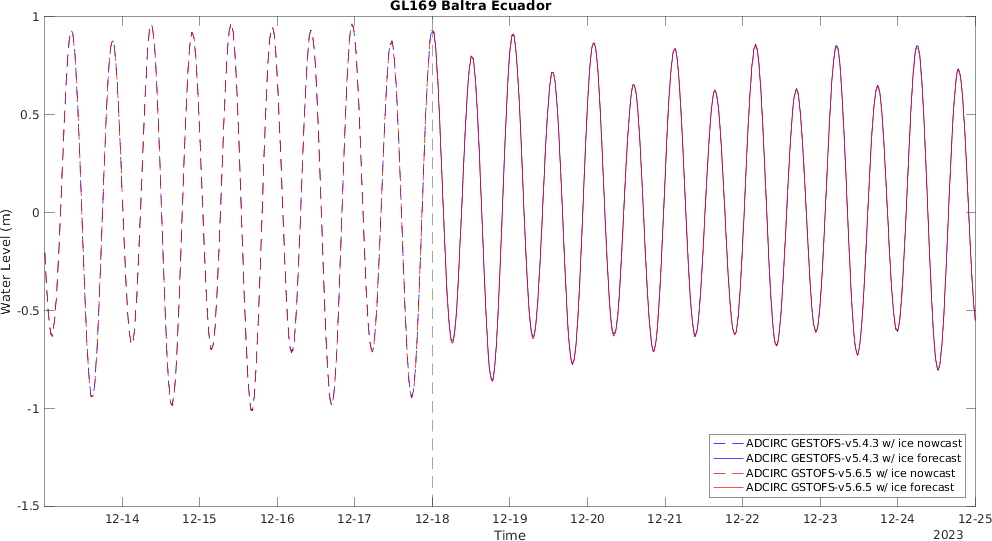 GL169 Baltra Ecuador
1
0.5
0
-0.5
-1
-1.5
Water Level (m)
12-14 12-15 12-16 12-17 12-18 12-19 12-20 12-21 12-22 12-23 12-24 12-25
Time
2023
ADCIRC GESTOFS-v5.4.3 w/ ice nowcast
ADCIRC GESTOFS-v5.4.3 w/ ice forecast
ADCIRC GSTOFS-v5.6.5 w/ ice nowcast
ADCIRC GSTOFS-v5.6.5 w/ ice forecast